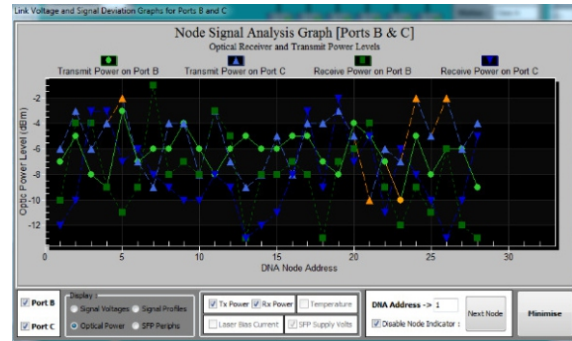 Link Voltage and Signal Deviation Graphs for Ports B and C
Node Signal Analysis Graph [Ports B & C]
Optical Receiver and Transmit Power Levels
Transmit Power on Port B Transmit Power on Port C Receive Power on Port B Receive Power on Port C
Optic Power Level (dBm)
-2
-4
-6
-8
-10
-12
0 5 10 15 20 25 30
DNA Node Address
Port B
Port C
Display :
Signal Voltages Signal Profiles
Optical Power SFP Periphs
Tx Power Rx Power Temperature
Laser Bias Current SFP Supply Volts
DNA Address -> 1
Disable Node Indicator :
Next Node
Minimise